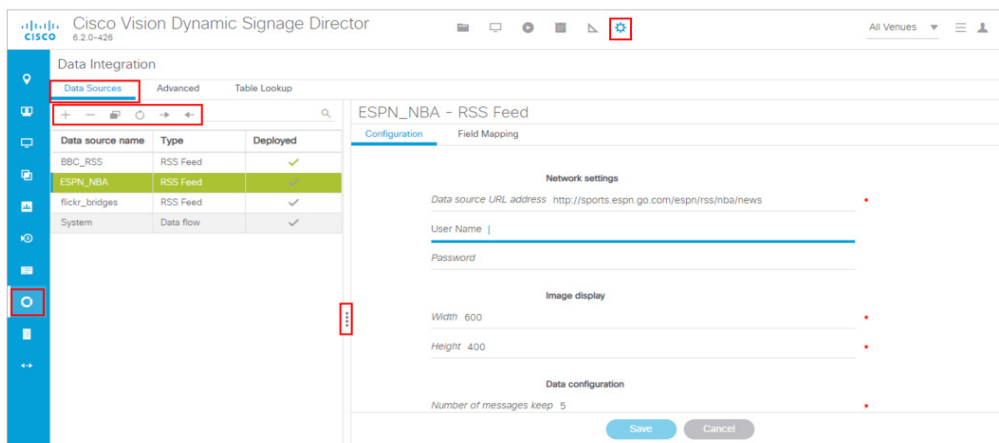 CISCO
Cisco Vision Dynamic Signage Director
6.2.0-426
All Venues
Data Integration
Data Sources Advanced Table Lookup
Data source name Type Deployed
BBC_RSS RSS Feed
ESPN_NBA RSS Feed
flickr_bridges RSS Feed
System Data flow
ESPN_NBA - RSS Feed
Configuration Field Mapping
Network settings
Data source URL address http://sports.espn.go.com/espn/rss/nba/news
User Name
Password
Image display
Width 600
Height 400
Data configuration
Number of messages keep 5
Save Cancel